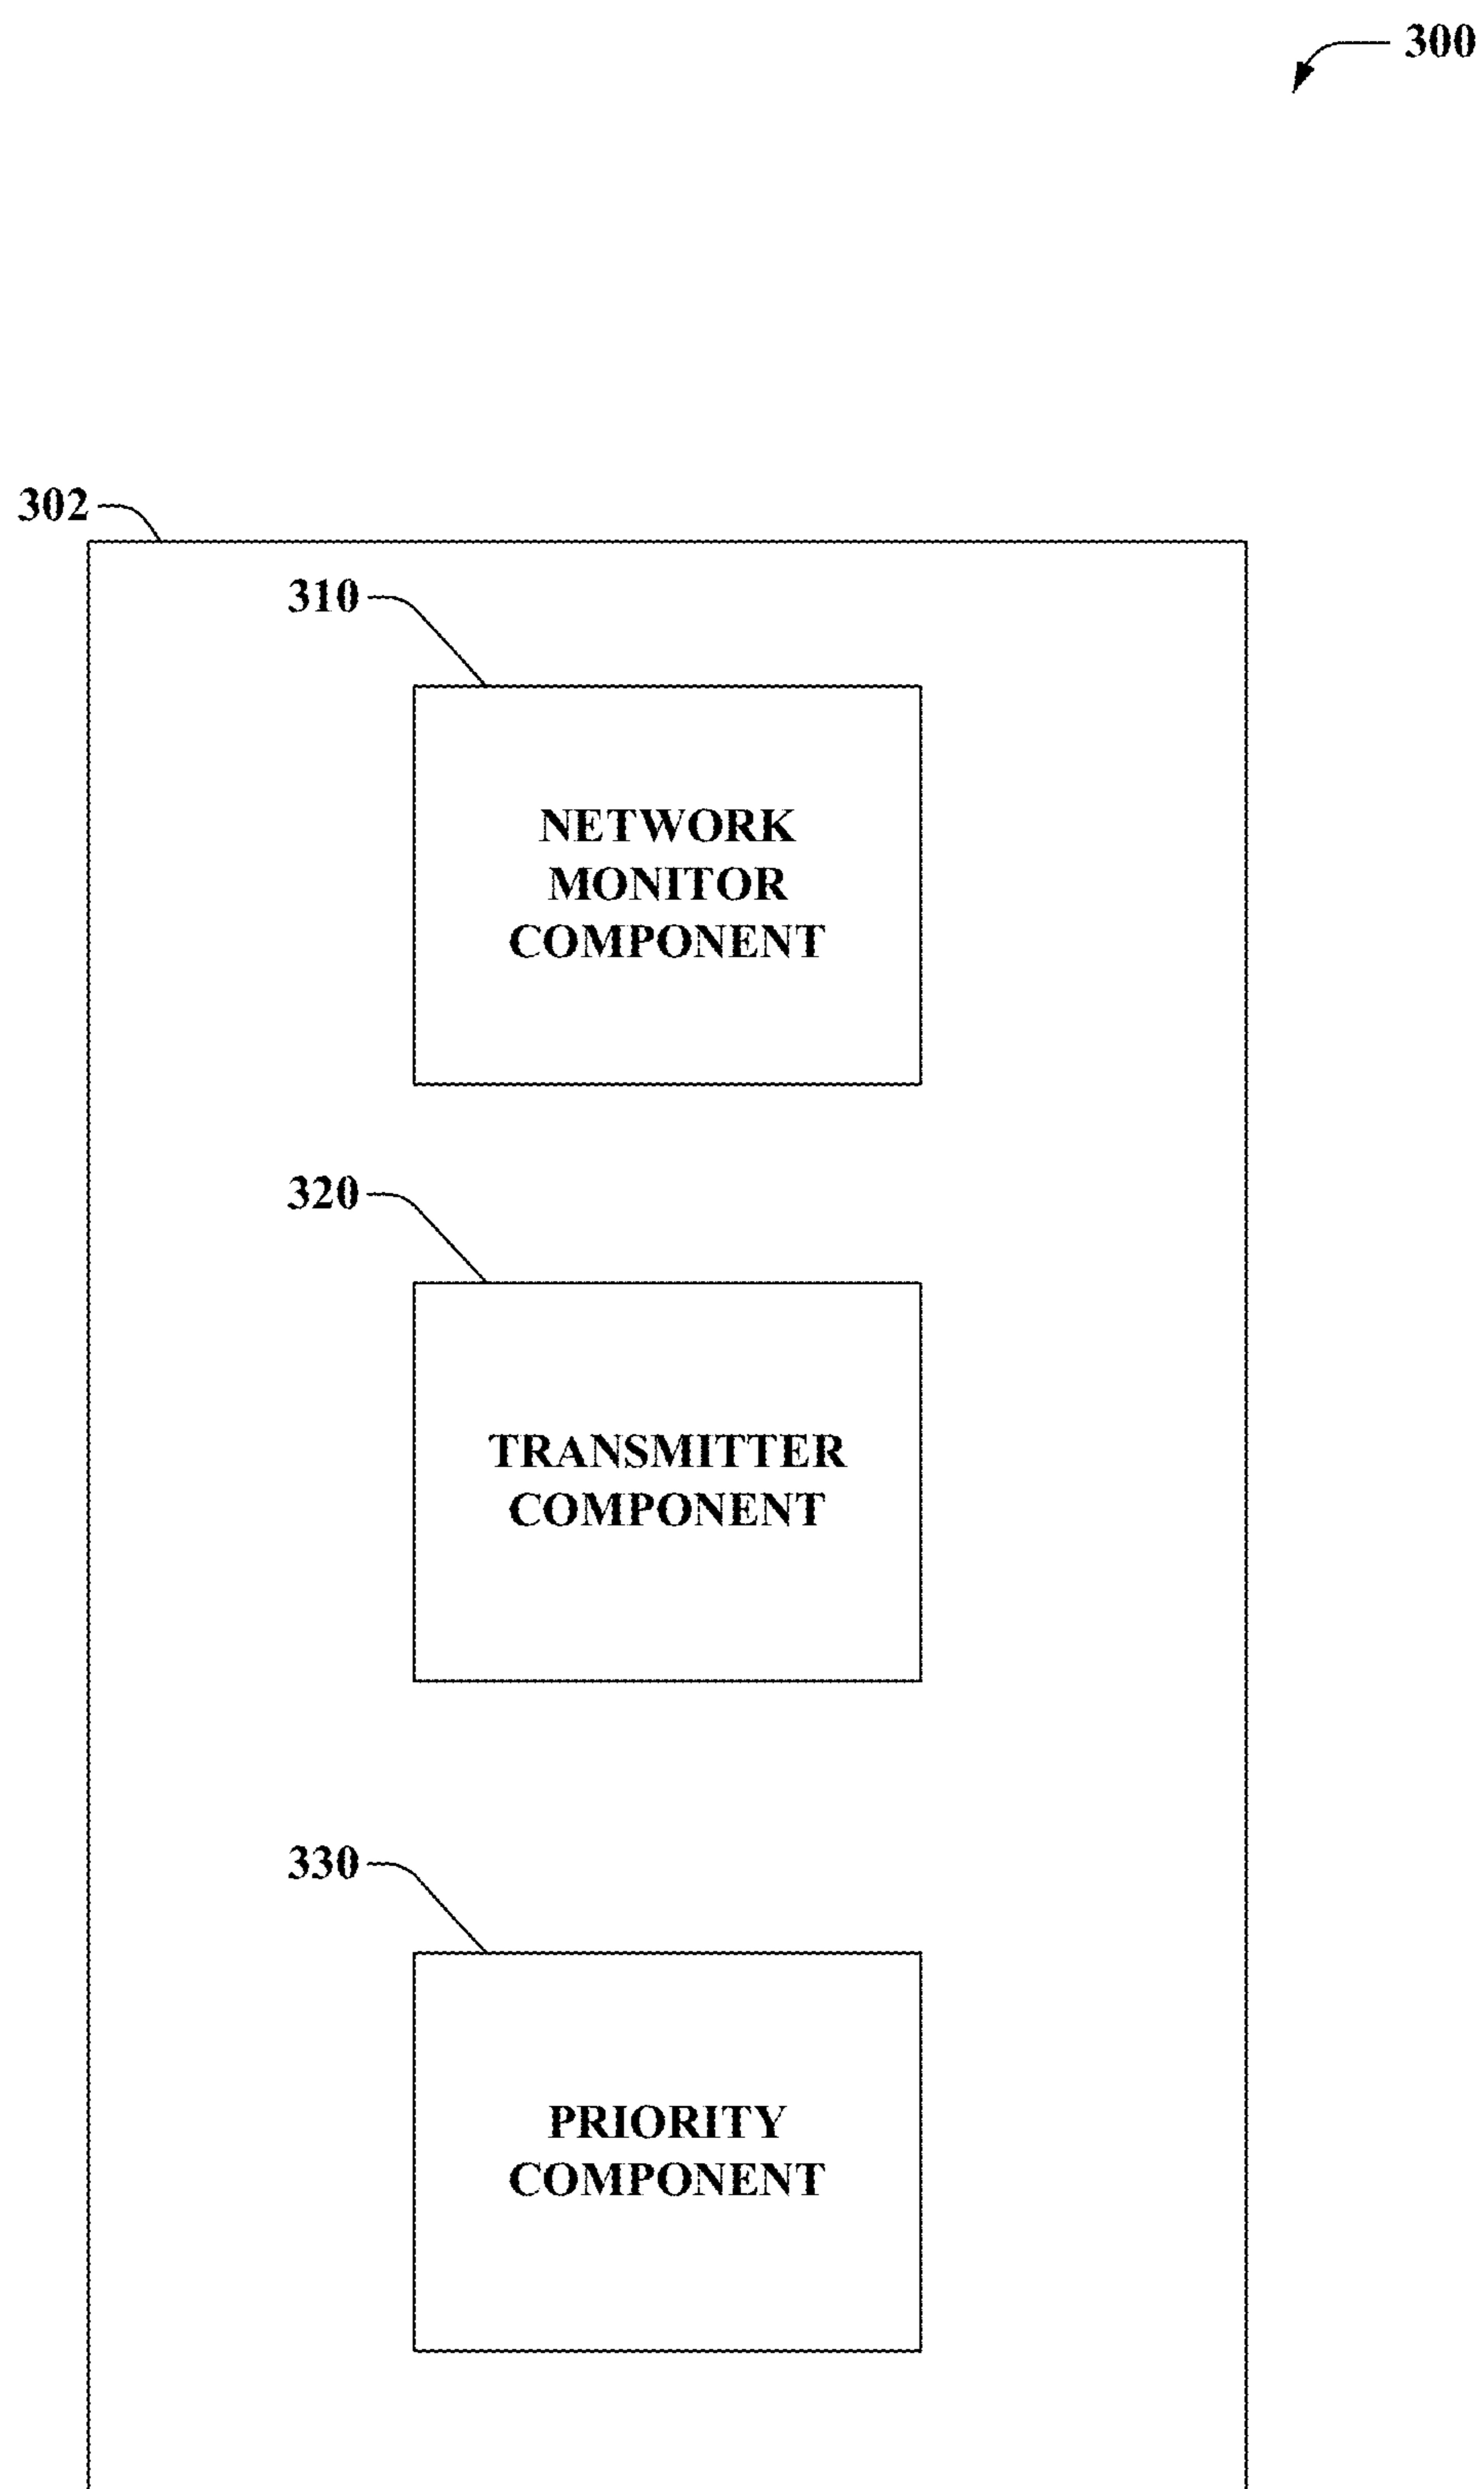 300
302
310
NETWORK
MONITOR
COMPONENT
320
TRANSMITTER
COMPONENT
330
PRIORITY
COMPONENT